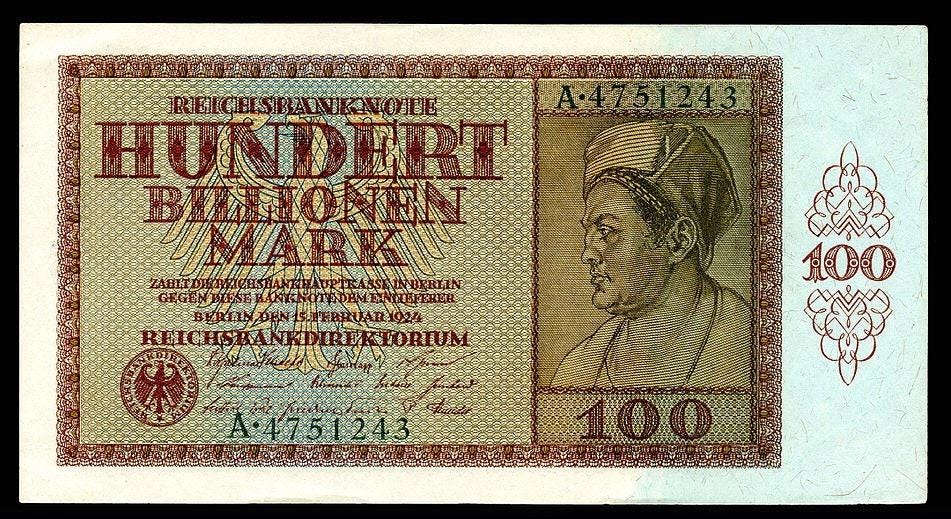 REICHSBANKNOTE
HUNDERT
BILLIONEN
MARK
ZAHLT DIE REICHSBANKHAUPTKASSE IN BERLIN
GEGEN DIESE BANKNOTE DEM EINLIEFERER
BERLIN DEN 15. FEBRUAR 1924
REICHSBANKDIREKTORIUM
A·4751243
A·4751243
100
100